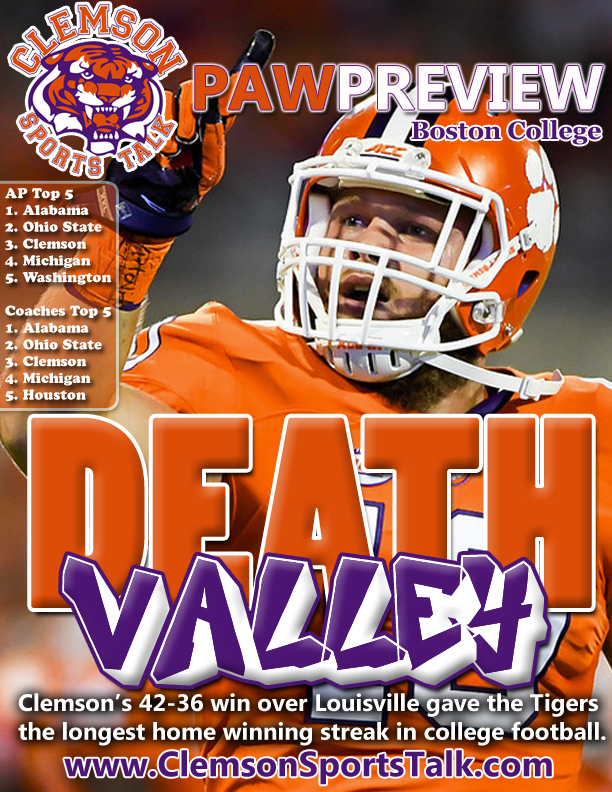 CLEMSON
SPORTS TALK
PAWPREVIEW
Boston College
AP Top 5
1. Alabama
2. Ohio State
3. Clemson
4. Michigan
5. Washington
Coaches Top 5
1. Alabama
2. Ohio State
3. Clemson
4. Michigan
5. Houston
ACC
DEATH
VALLEY
Clemson's 42-36 win over Louisville gave the Tigers
the longest home winning streak in college football.
www.ClemsonSportsTalk.com